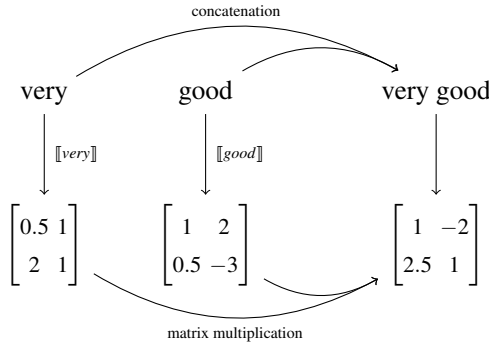 concatenation
very good very good
⟦very⟧ ⟦good⟧
[0.5 1 [1 2 [1 −2
2 1] 0.5 −3] 2.5 1]
matrix multiplication